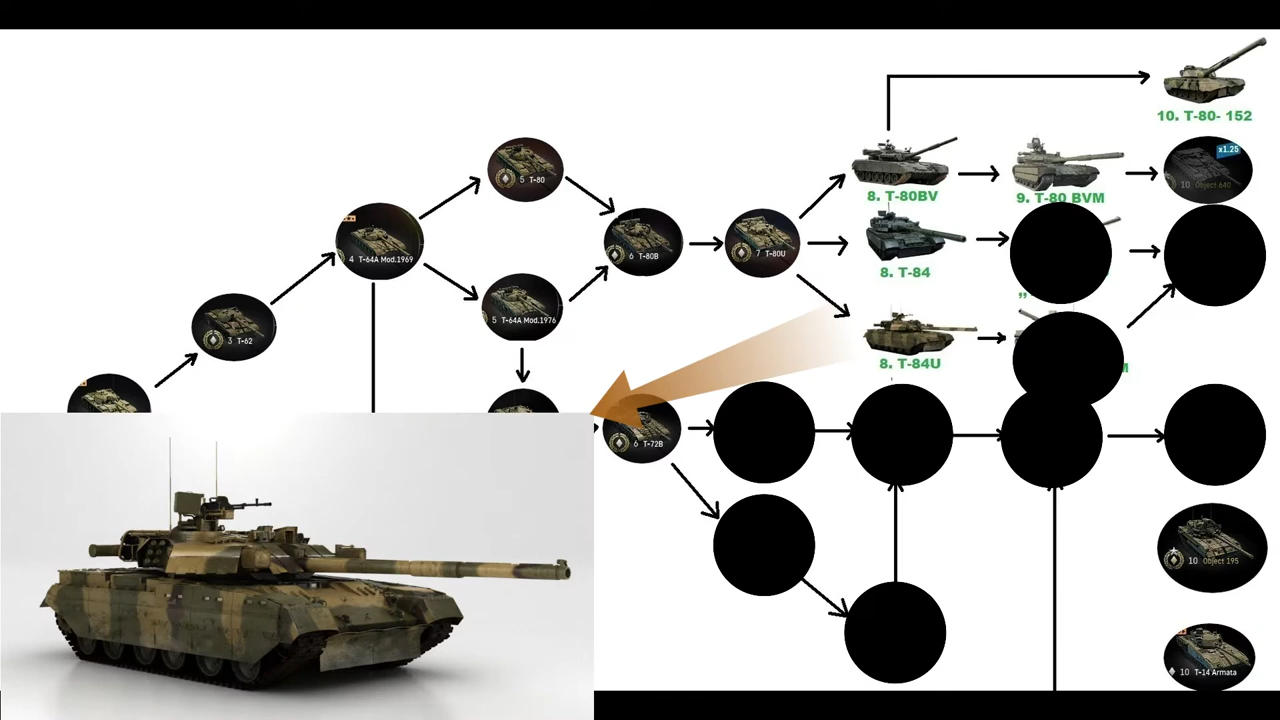 10. T-80- 152
x1.25
10 Object 640
5 T-80
8. T-80BV
9. T-80 BVM
4 T-64A Mod.1969
6 T-80B
7 T-80U
8. T-84
3 T-62
5 T-64A Mod.1976
8. T-84U
6 T-72B
10 Object 195
10 T-14 Armata